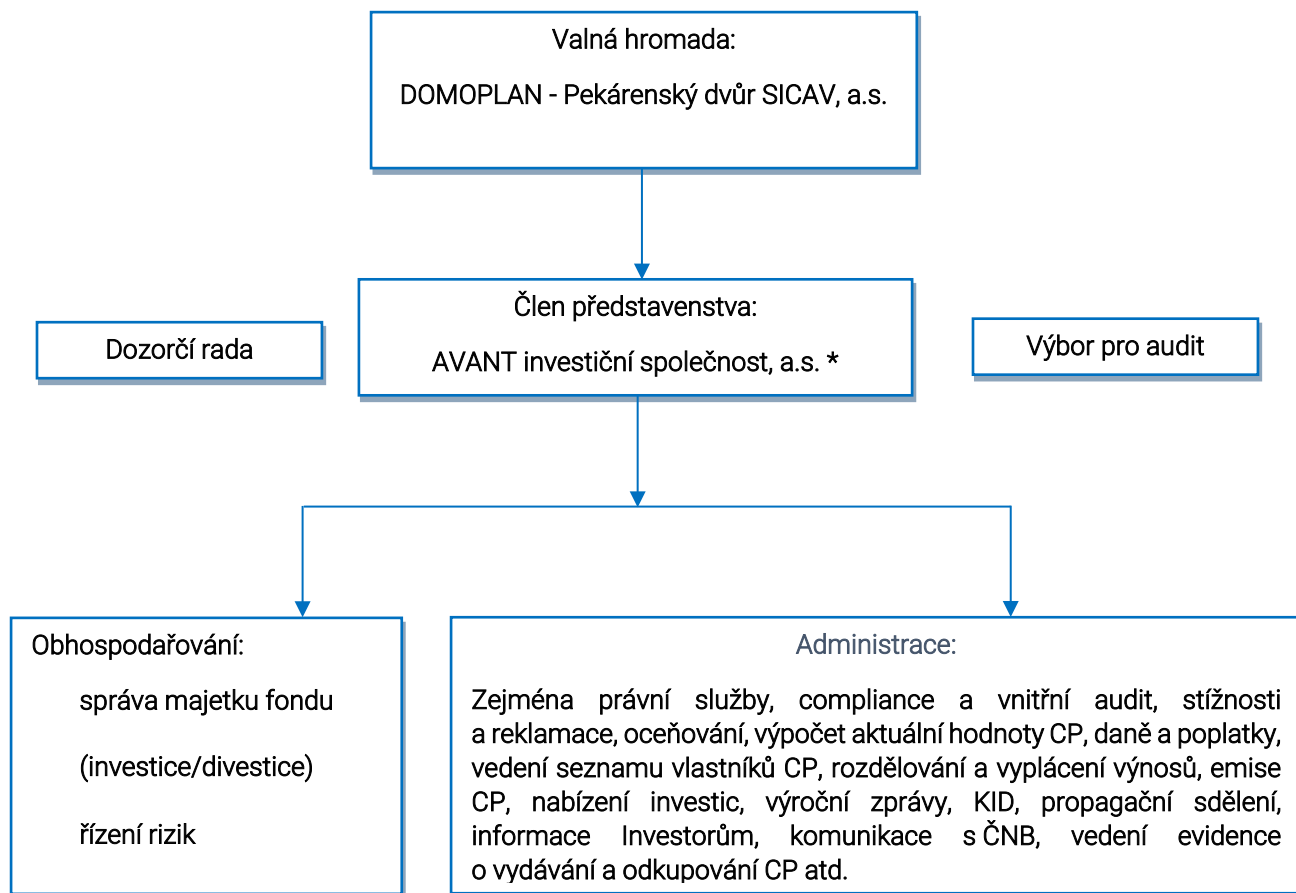 Valná hromada:
DOMOPLAN - Pekárenský dvůr SICAV, a.s.
Člen představenstva:
AVANT investiční společnost, a.s. *
Dozorčí rada
Výbor pro audit
Obhospodařování:
správa majetku fondu
(investice/divestice)
řízení rizik
Administrace:
Zejména právní služby, compliance a vnitřní audit, stížnosti
a reklamace, oceňování, výpočet aktuální hodnoty CP, daně a poplatky,
vedení seznamu vlastníků CP, rozdělování a vyplácení výnosů, emise
CP, nabízení investic, výroční zprávy, KID, propagační sdělení,
informace Investorům, komunikace s ČNB, vedení evidence
o vydávání a odkupování CP atd.